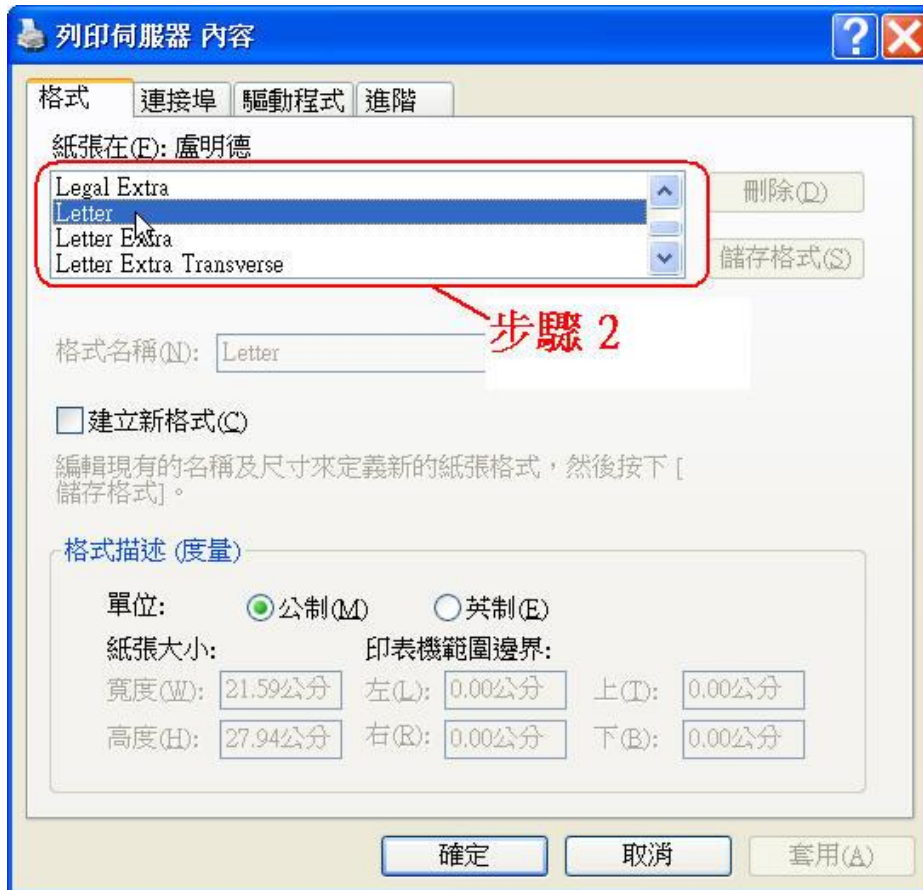 列印伺服器 內容
格式 連接埠 驅動程式 進階
紙張在(F): 盧明德
Legal Extra
Letter
Letter Extra
Letter Extra Transverse
刪除(D)
儲存格式(S)
步驟 2
格式名稱(N): Letter
建立新格式(C)
編輯現有的名稱及尺寸來定義新的紙張格式，然後按下 [
儲存格式]。
格式描述 (度量)
單位: 公制(M) 英制(E)
紙張大小: 印表機範圍邊界:
寬度(W): 21.59公分 左(L): 0.00公分 上(T): 0.00公分
高度(H): 27.94公分 右(R): 0.00公分 下(B): 0.00公分
確定 取消 套用(A)